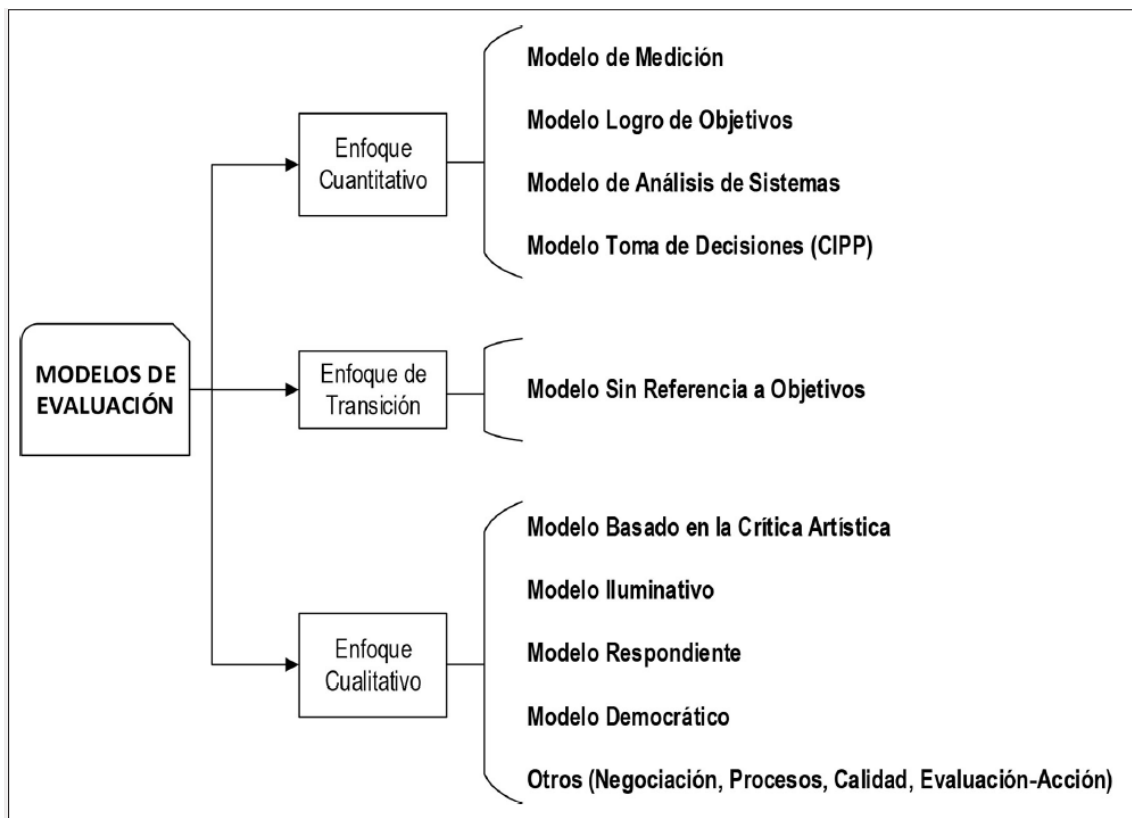 Modelo de Medición
Enfoque
Cuantitativo
Modelo Logro de Objetivos
Modelo de Análisis de Sistemas
Modelo Toma de Decisiones (CIPP)
MODELOS DE
EVALUACIÓN
Enfoque de
Transición
Modelo Sin Referencia a Objetivos
Enfoque
Cualitativo
Modelo Basado en la Crítica Artística
Modelo Iluminativo
Modelo Respondiente
Modelo Democrático
Otros (Negociación, Procesos, Calidad, Evaluación-Acción)